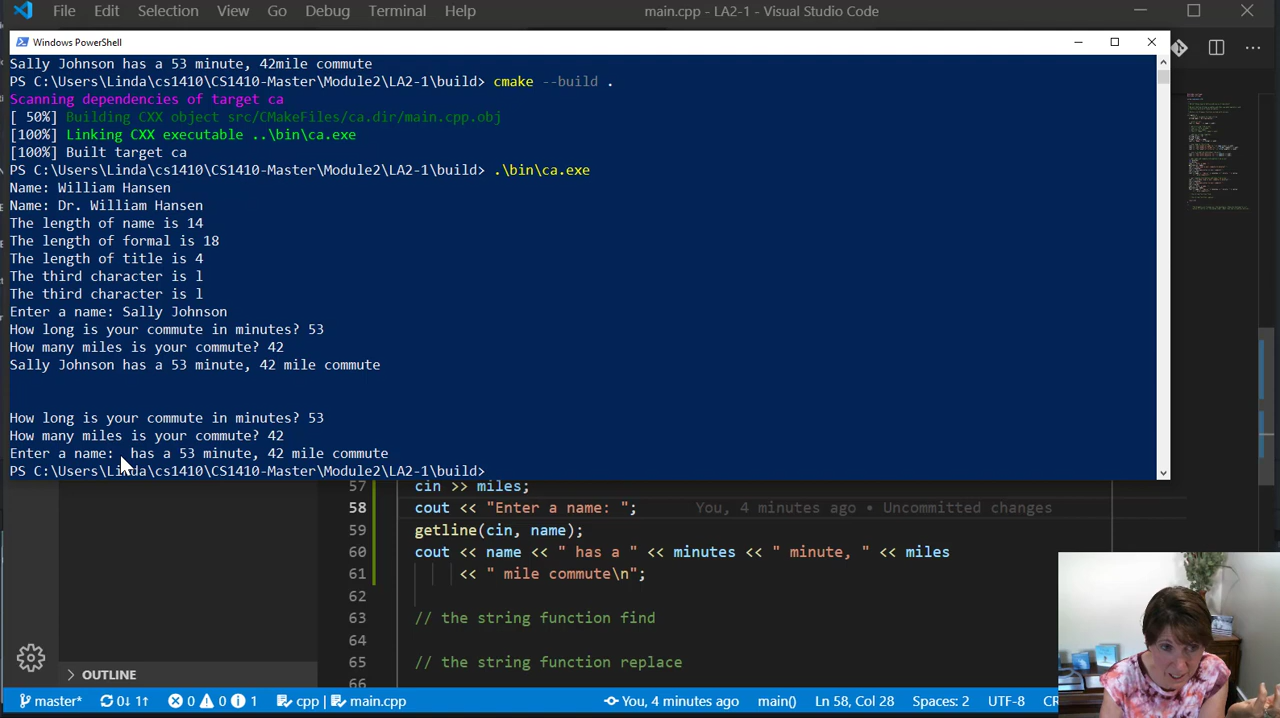 File Edit Selection View Go Debug Terminal Help main.cpp - LA2-1 - Visual Studio Code
Windows PowerShell
Sally Johnson has a 53 minute, 42mile commute
PS C:\Users\Linda\cs1410\CS1410-Master\Module2\LA2-1\build> cmake --build .
Scanning dependencies of target ca
[ 50%] Building CXX object src/CMakeFiles/ca.dir/main.cpp.obj
[100%] Linking CXX executable ..\bin\ca.exe
[100%] Built target ca
PS C:\Users\Linda\cs1410\CS1410-Master\Module2\LA2-1\build> .\bin\ca.exe
Name: William Hansen
Name: Dr. William Hansen
The length of name is 14
The length of formal is 18
The length of title is 4
The third character is l
The third character is l
Enter a name: Sally Johnson
How long is your commute in minutes? 53
How many miles is your commute? 42
Sally Johnson has a 53 minute, 42 mile commute
How long is your commute in minutes? 53
How many miles is your commute? 42
Enter a name:  has a 53 minute, 42 mile commute
PS C:\Users\Linda\cs1410\CS1410-Master\Module2\LA2-1\build>
57 cin >> miles;
58 cout << "Enter a name: "; You, 4 minutes ago • Uncommitted changes
59 getline(cin, name);
60 cout << name << " has a " << minutes << " minute, " << miles
61 << " mile commute\n";
62
63 // the string function find
64
65 // the string function replace
66
OUTLINE
master* 0↓ 1↑ 0 0 1 cpp | main.cpp You, 4 minutes ago main() Ln 58, Col 28 Spaces: 2 UTF-8 CR